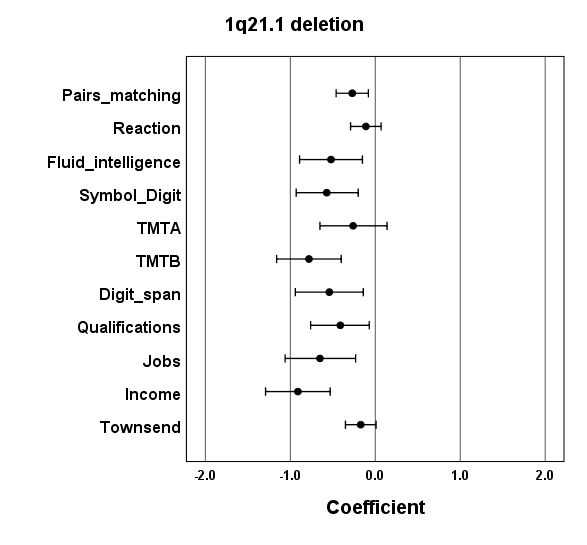 1q21.1 deletion
Pairs_matching
Reaction
Fluid_intelligence
Symbol_Digit
TMTA
TMTB
Digit_span
Qualifications
Jobs
Income
Townsend
-2.0 -1.0 0.0 1.0 2.0
Coefficient